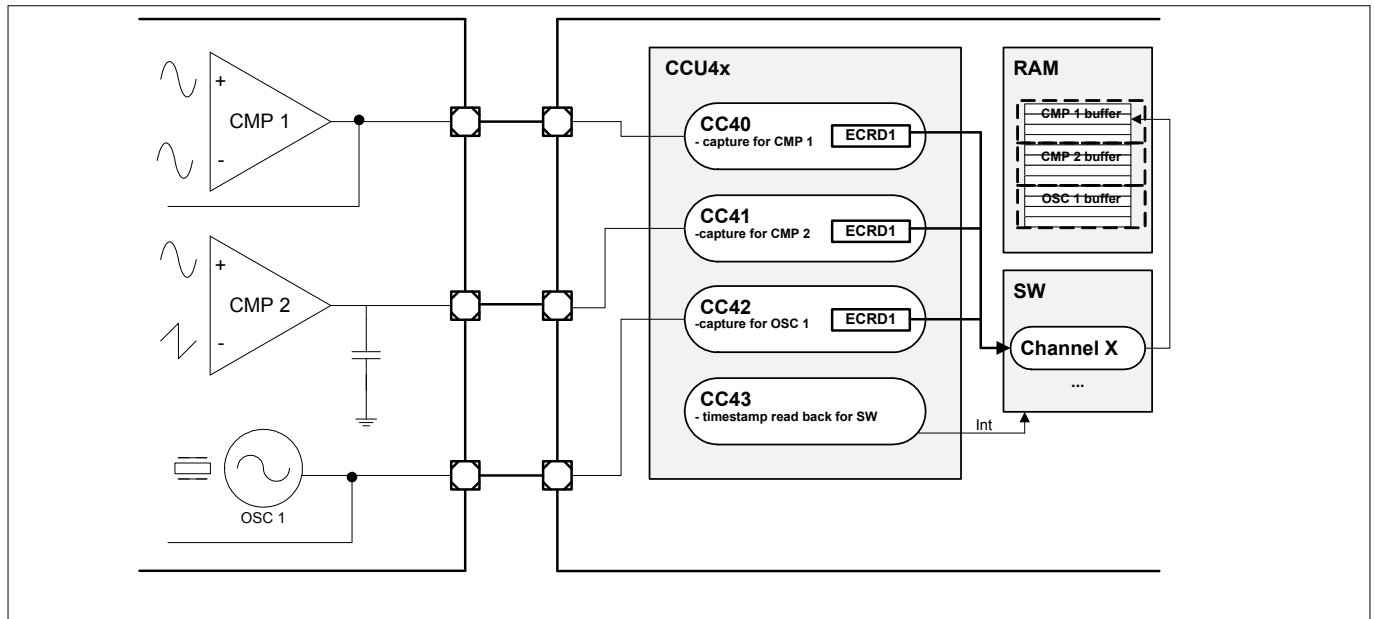 +
CMP 1
-
+
CMP 2
-
OSC 1
CCU4x
CC40
- capture for CMP 1
ECRD1
CC41
-capture for CMP 2
ECRD1
CC42
-capture for OSC 1
ECRD1
CC43
- timestamp read back for SW
Int
RAM
CMP 1 buffer
CMP 2 buffer
OSC 1 buffer
SW
Channel X
...